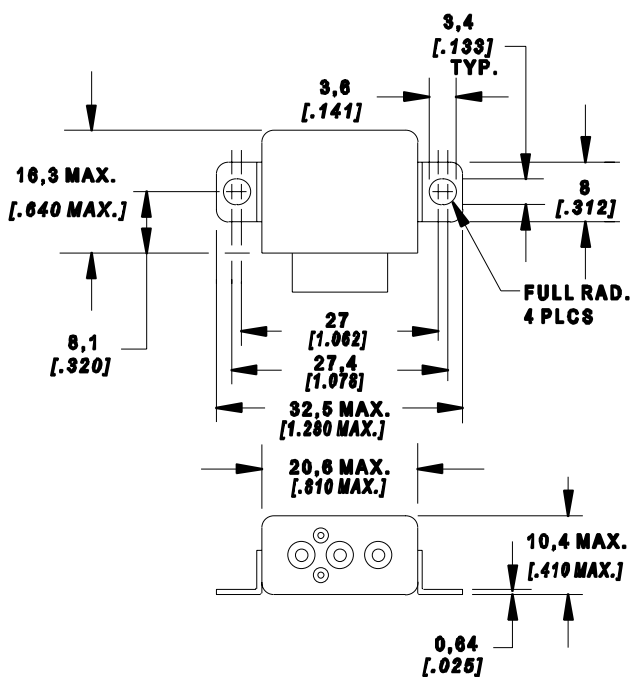 3,4
[.133]
TYP.
3,6
[.141]
16,3 MAX.
[.640 MAX.]
8
[.312]
FULL RAD.
4 PLCS
8,1
[.320]
27
[1.062]
27,4
[1.078]
32,5 MAX.
[1.280 MAX.]
20,6 MAX.
[.810 MAX.]
10,4 MAX.
[.410 MAX.]
0,64
[.025]